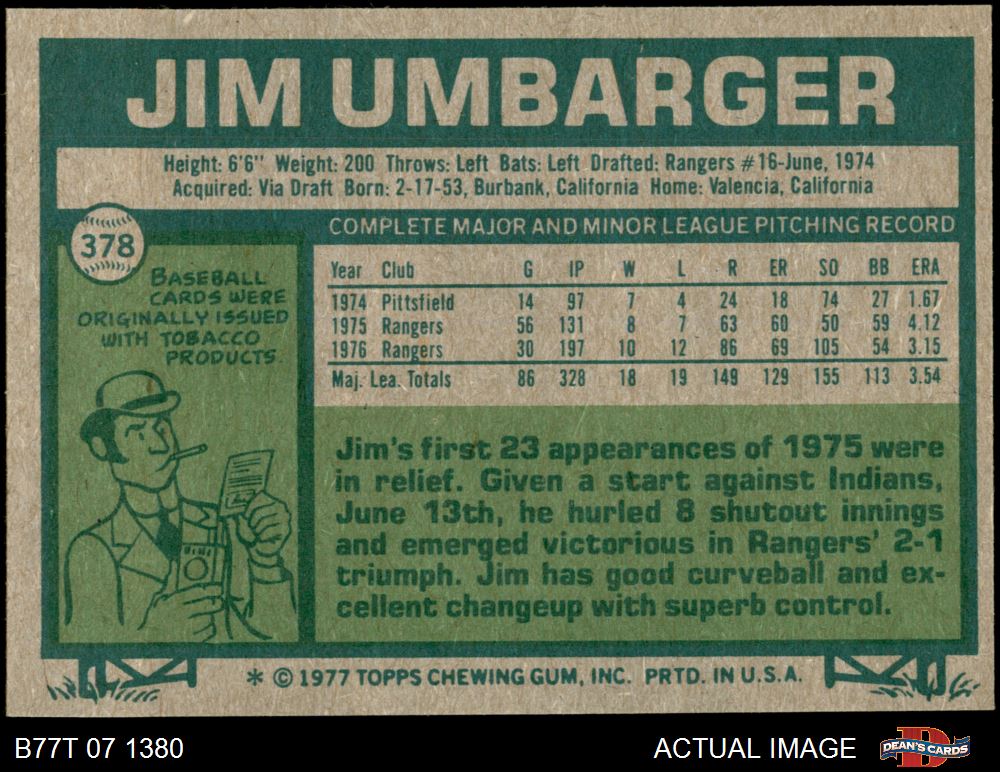 JIM UMBARGER
Height: 6'6" Weight: 200 Throws: Left Bats: Left Drafted: Rangers #16-June, 1974
Acquired: Via Draft Born: 2-17-53, Burbank, California Home: Valencia, California
378
BASEBALL
CARDS WERE
ORIGINALLY ISSUED
WITH TOBACCO
PRODUCTS.
COMPLETE MAJOR AND MINOR LEAGUE PITCHING RECORD
Year Club G IP W L R ER SO BB ERA
1974 Pittsfield 14 97 7 4 24 18 74 27 1.67
1975 Rangers 56 131 8 7 63 60 50 59 4.12
1976 Rangers 30 197 10 12 86 69 105 54 3.15
Maj. Lea. Totals 86 328 18 19 149 129 155 113 3.54
Jim's first 23 appearances of 1975 were
in relief. Given a start against Indians,
June 13th, he hurled 8 shutout innings
and emerged victorious in Rangers' 2-1
triumph. Jim has good curveball and ex-
cellent changeup with superb control.
* © 1977 TOPPS CHEWING GUM, INC. PRTD. IN U.S.A.
B77T 07 1380
ACTUAL IMAGE
DEAN'S CARDS